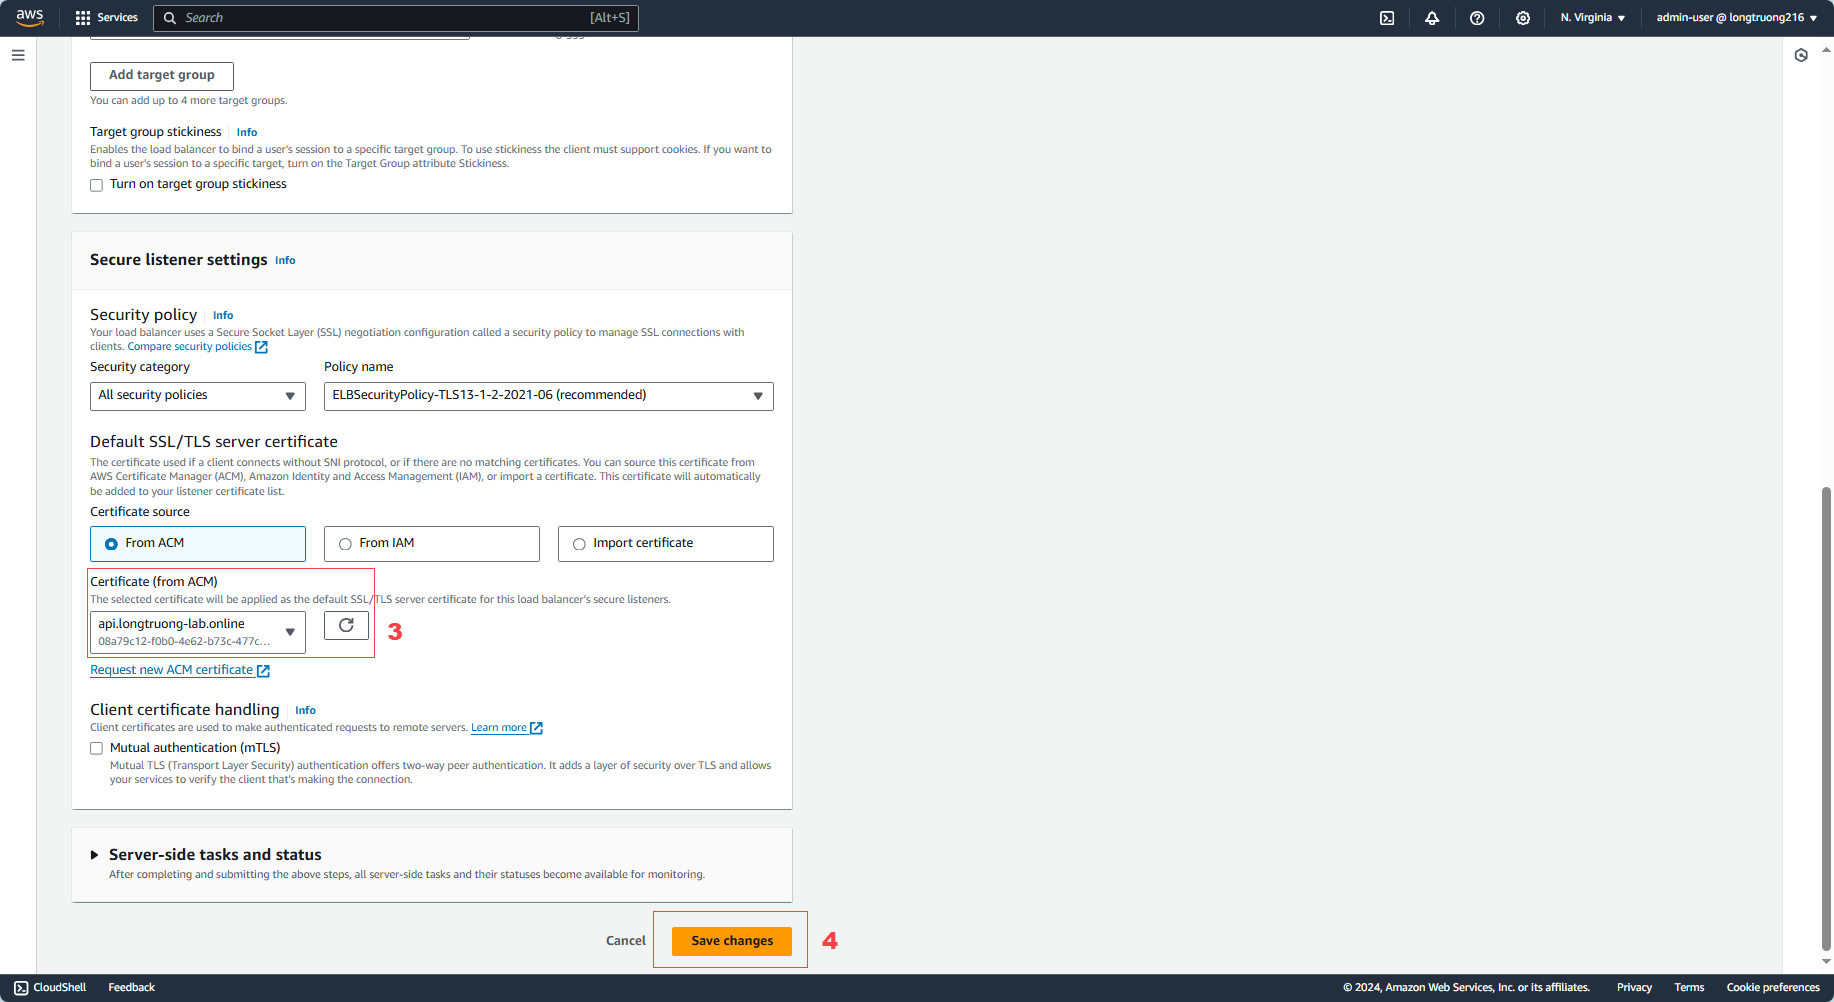 aws
Services
Search
[Alt+S]
N. Virginia
admin-user @ longtruong216
Add target group
You can add up to 4 more target groups.
Target group stickiness
Info
Enables the load balancer to bind a user's session to a specific target group. To use stickiness the client must support cookies. If you want to
bind a user's session to a specific target, turn on the Target Group attribute Stickiness.
Turn on target group stickiness
Secure listener settings Info
Security policy Info
Your load balancer uses a Secure Socket Layer (SSL) negotiation configuration called a security policy to manage SSL connections with
clients. Compare security policies
Security category
Policy name
All security policies
ELBSecurityPolicy-TLS13-1-2-2021-06 (recommended)
Default SSL/TLS server certificate
The certificate used if a client connects without SNI protocol, or if there are no matching certificates. You can source this certificate from
AWS Certificate Manager (ACM), Amazon Identity and Access Management (IAM), or import a certificate. This certificate will automatically
be added to your listener certificate list.
Certificate source
From ACM
From IAM
Import certificate
Certificate (from ACM)
The selected certificate will be applied as the default SSL/TLS server certificate for this load balancer's secure listeners.
api.longtruong-lab.online
08a79c12-f0b0-4e62-b73c-477c...
3
Request new ACM certificate
Client certificate handling Info
Client certificates are used to make authenticated requests to remote servers. Learn more
Mutual authentication (mTLS)
Mutual TLS (Transport Layer Security) authentication offers two-way peer authentication. It adds a layer of security over TLS and allows
your services to verify the client that's making the connection.
Server-side tasks and status
After completing and submitting the above steps, all server-side tasks and their statuses become available for monitoring.
Cancel
Save changes
4
CloudShell
Feedback
© 2024, Amazon Web Services, Inc. or its affiliates.
Privacy
Terms
Cookie preferences